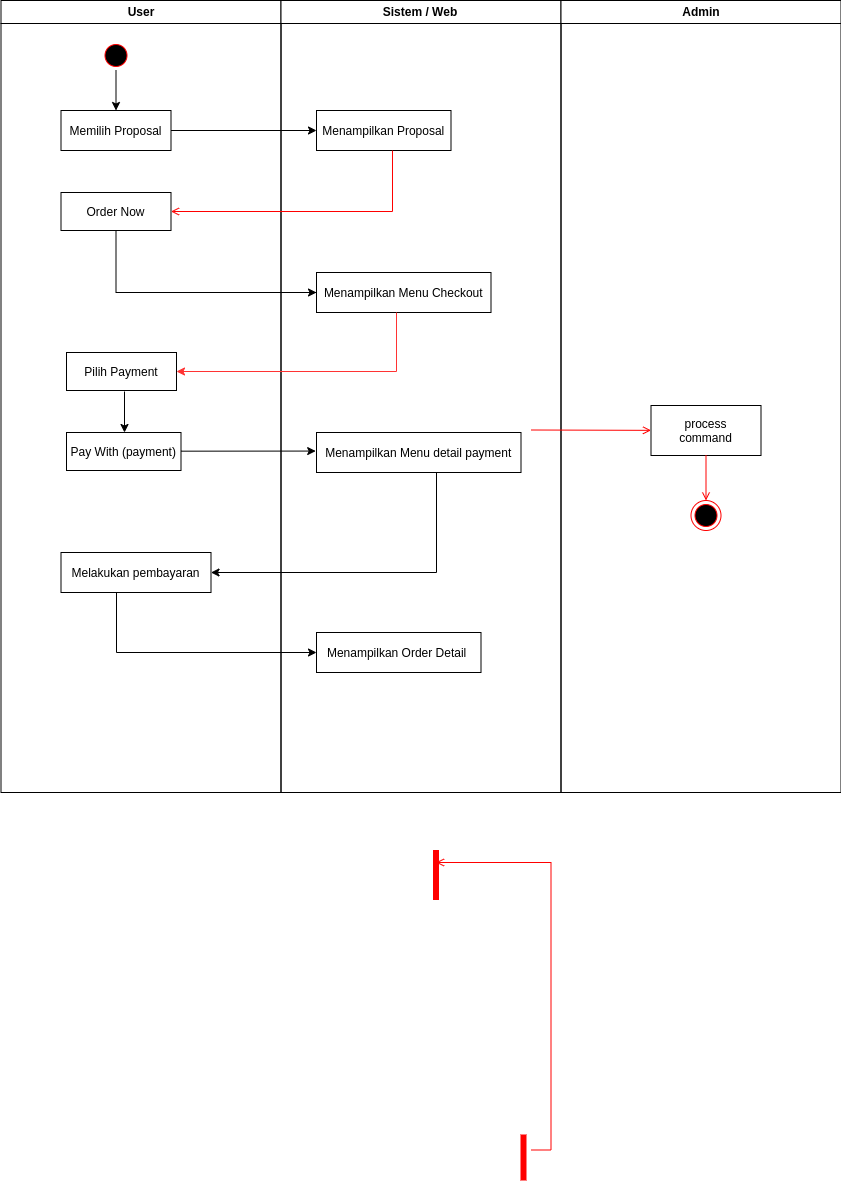 User
Sistem / Web
Admin
Memilih Proposal
Menampilkan Proposal
Order Now
Menampilkan Menu Checkout
Pilih Payment
Pay With (payment)
Menampilkan Menu detail payment
process
command
Melakukan pembayaran
Menampilkan Order Detail